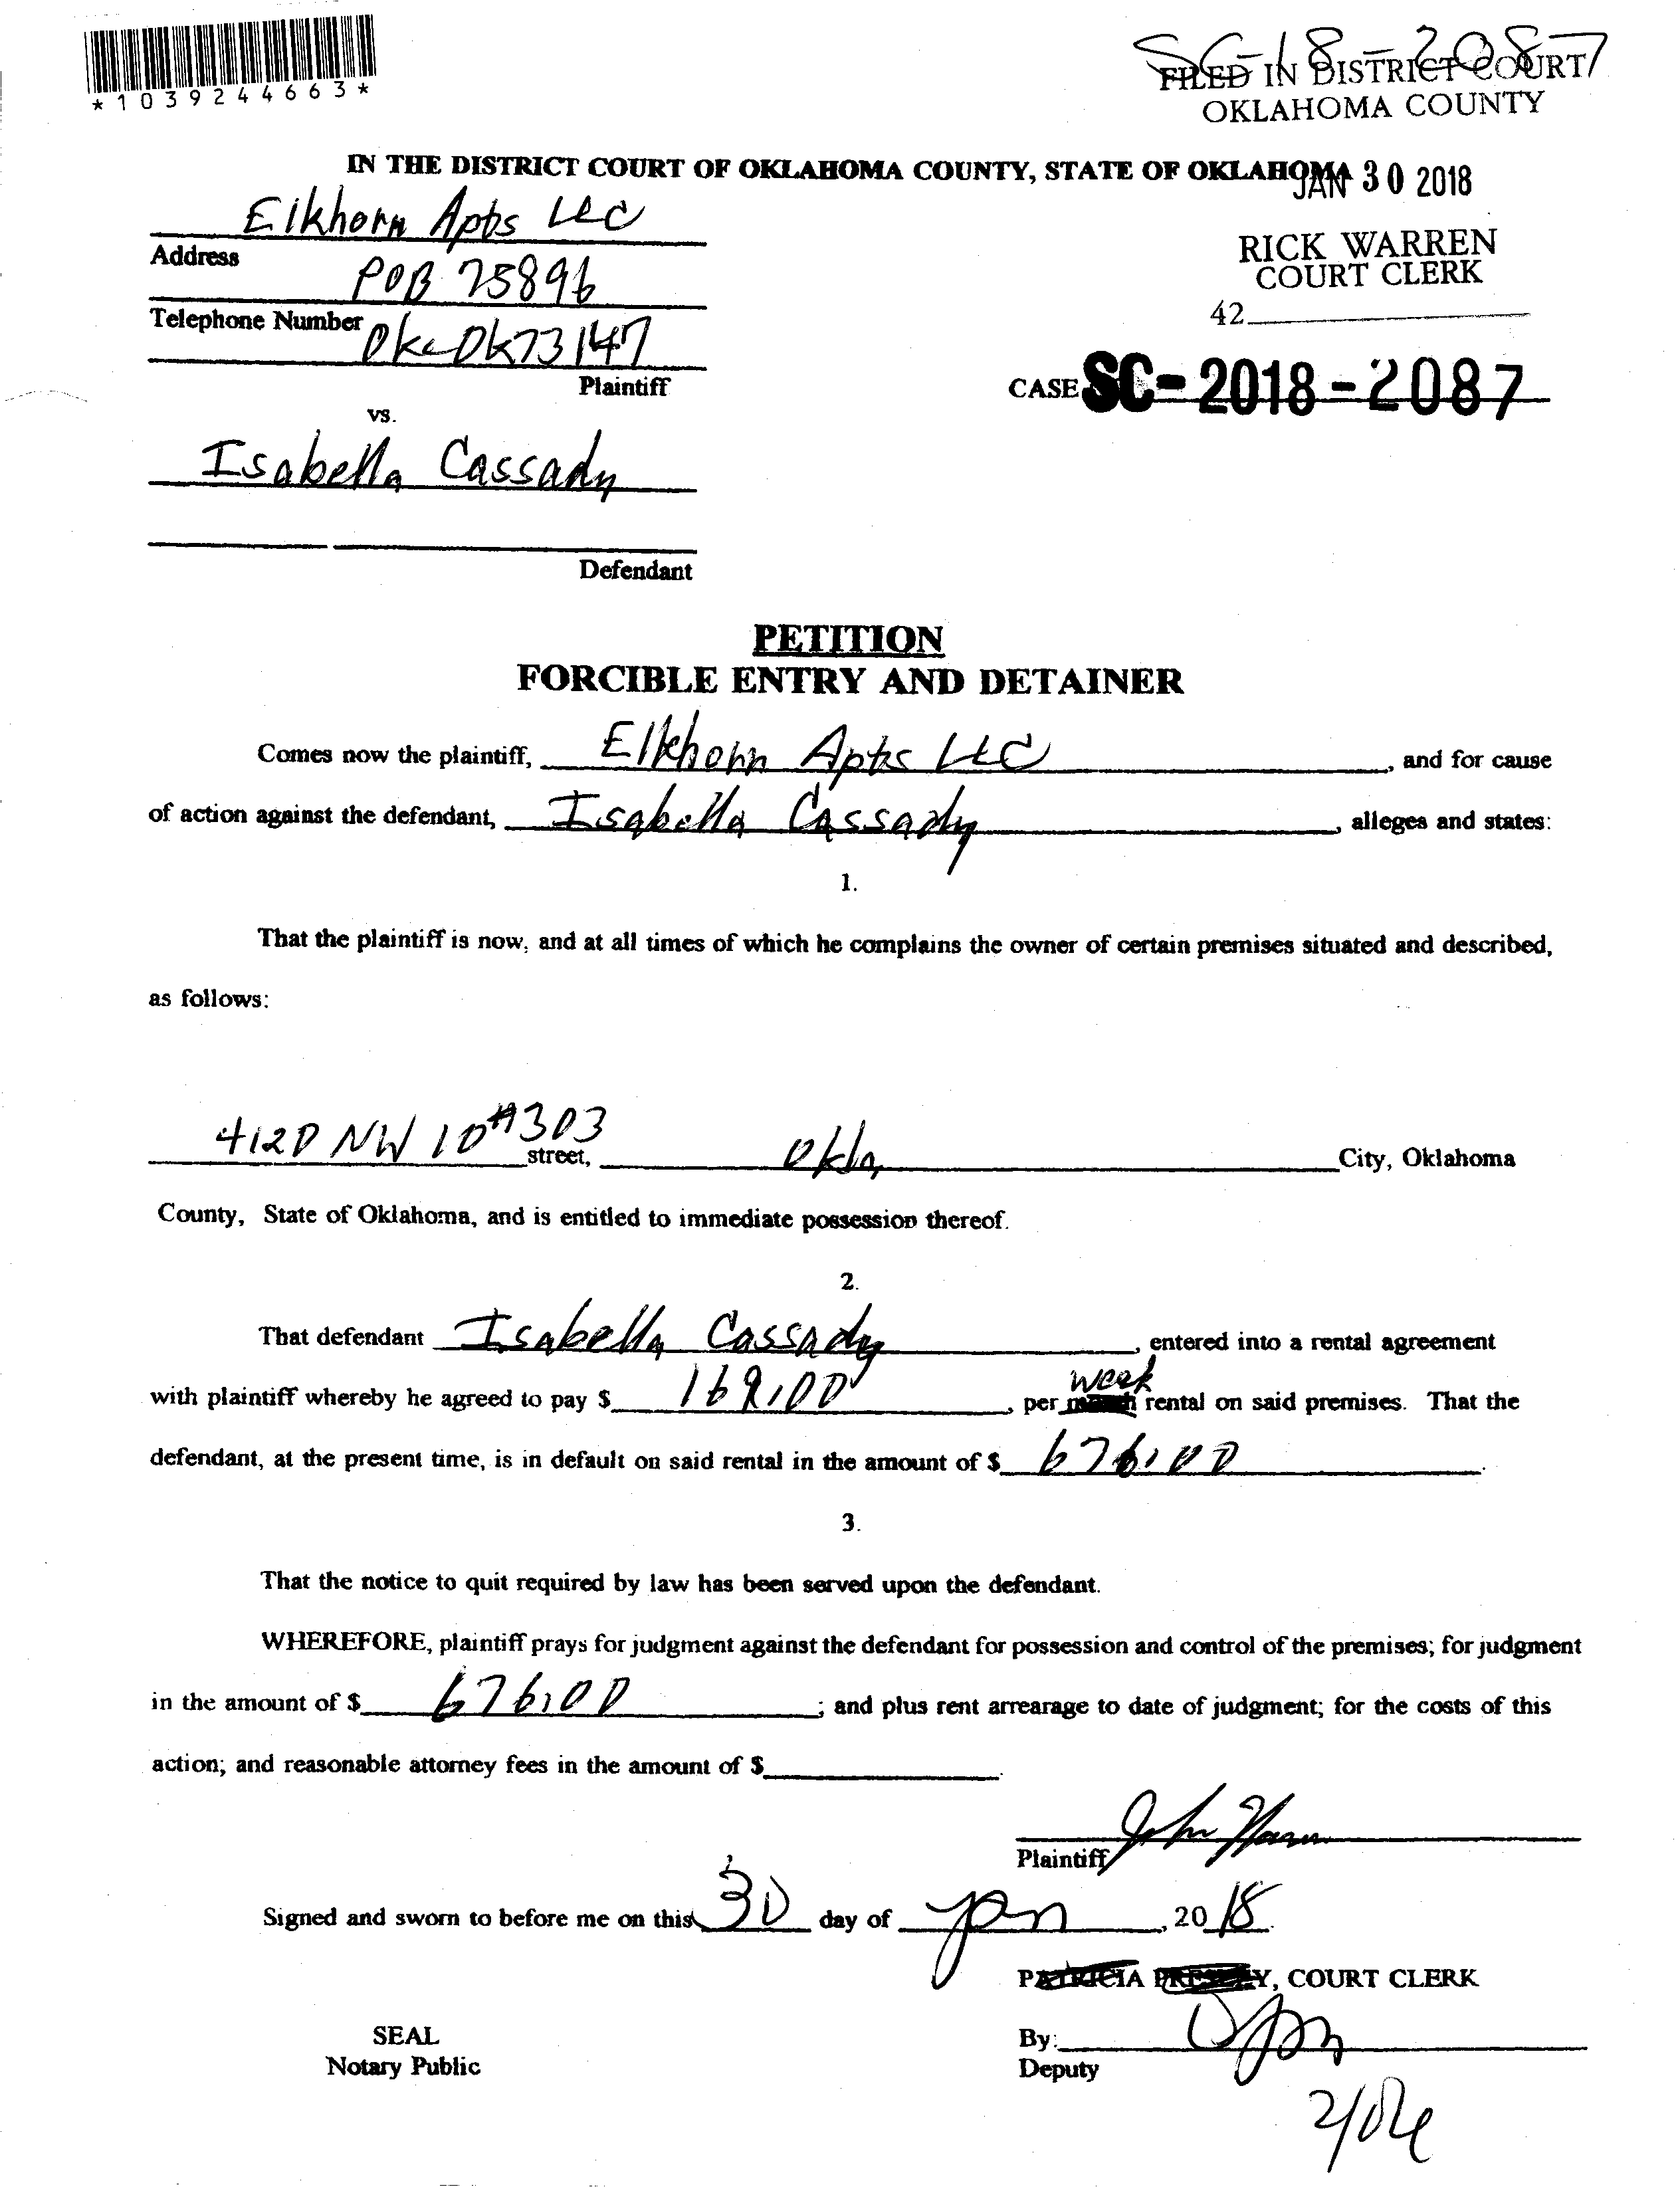 *1039244663*
SC-18-2087
FILED IN DISTRICT COURT
OKLAHOMA COUNTY
IN THE DISTRICT COURT OF OKLAHOMA COUNTY, STATE OF OKLAHOMA
JAN 30 2018
Elkhorn Apts LLC
RICK WARREN
COURT CLERK
42
Address
POB 75896
Telephone Number
Okc Ok 73147
Plaintiff
CASE SC-2018-2087
vs.
Isabella Cassady
Defendant
PETITION
FORCIBLE ENTRY AND DETAINER
Comes now the plaintiff, Elkhorn Apts LLC, and for cause
of action against the defendant, Isabella Cassady, alleges and states:
1.
That the plaintiff is now, and at all times of which he complains the owner of certain premises situated and described,
as follows:
4120 NW 10 #303 street, Okla City, Oklahoma
County, State of Oklahoma, and is entitled to immediate possession thereof.
2.
That defendant Isabella Cassady, entered into a rental agreement
with plaintiff whereby he agreed to pay $ 169.00, per week rental on said premises. That the
defendant, at the present time, is in default on said rental in the amount of $ 676.00.
3.
That the notice to quit required by law has been served upon the defendant.
WHEREFORE, plaintiff prays for judgment against the defendant for possession and control of the premises; for judgment
in the amount of $ 676.00; and plus rent arrearage to date of judgment; for the costs of this
action; and reasonable attorney fees in the amount of $.
John
Plaintiff
Signed and sworn to before me on this 30 day of Jan, 2018.
PATRICIA PRESLEY, COURT CLERK
SEAL
Notary Public
By:
Deputy